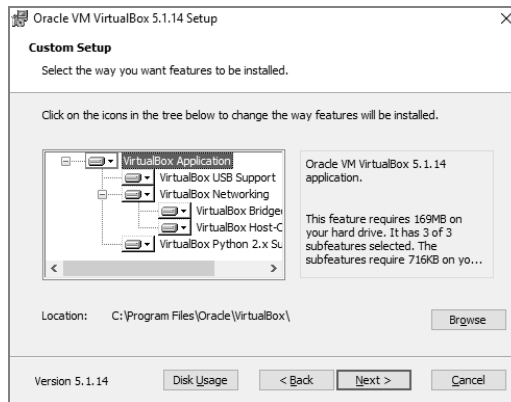 Oracle VM VirtualBox 5.1.14 Setup
Custom Setup
Select the way you want features to be installed.
Click on the icons in the tree below to change the way features will be installed.
VirtualBox Application
VirtualBox USB Support
VirtualBox Networking
VirtualBox Bridge
VirtualBox Host-C
VirtualBox Python 2.x Su
Oracle VM VirtualBox 5.1.14
application.
This feature requires 169MB on
your hard drive. It has 3 of 3
subfeatures selected. The
subfeatures require 716KB on yo...
Location: C:\Program Files\Oracle\VirtualBox\
Browse
Version 5.1.14 Disk Usage < Back Next > Cancel